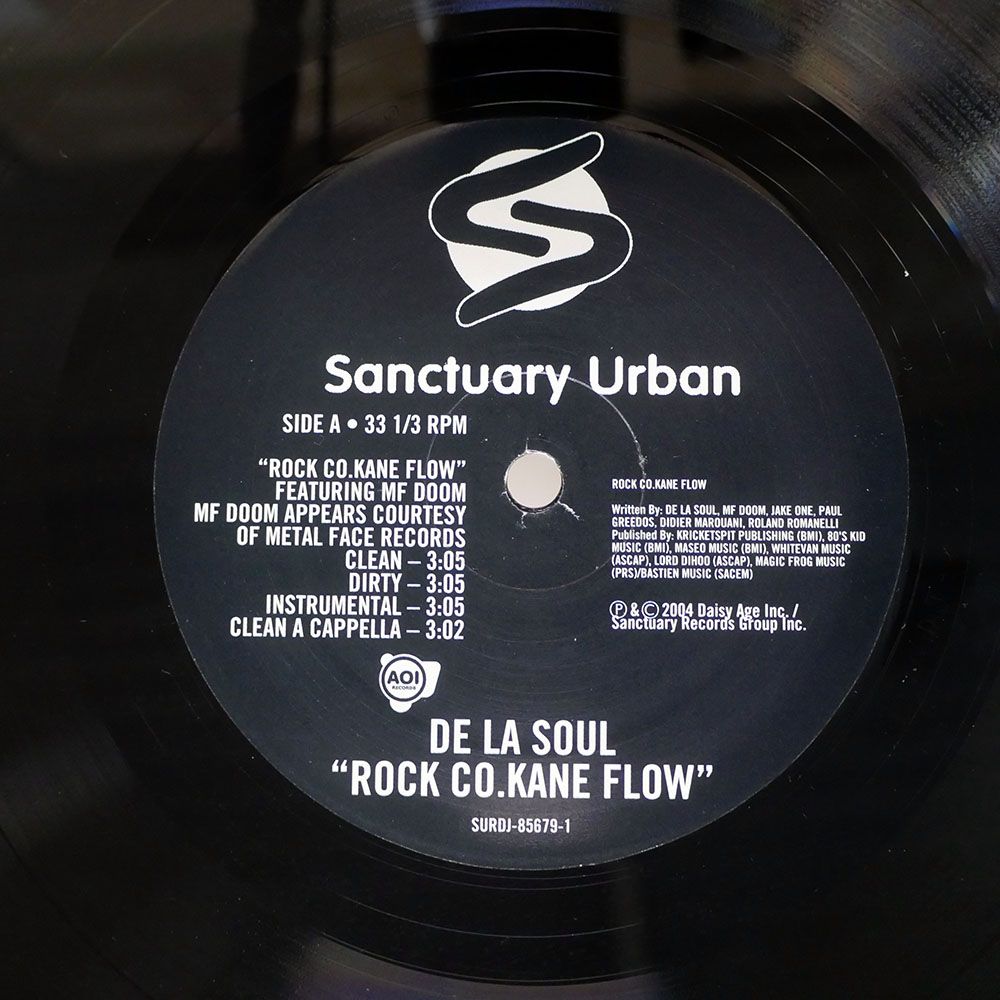 Sanctuary Urban
SIDE A • 33 1/3 RPM
“ROCK CO.KANE FLOW”
FEATURING MF DOOM
MF DOOM APPEARS COURTESY
OF METAL FACE RECORDS
CLEAN – 3:05
DIRTY – 3:05
INSTRUMENTAL – 3:05
CLEAN A CAPPELLA – 3:02
ROCK CO.KANE FLOW
Written By: DE LA SOUL, MF DOOM, JAKE ONE, PAUL
GREEDOS, DIDIER MAROUANI, ROLAND ROMANELLI
Published By: KRICKETSPIT PUBLISHING (BMI), 80'S KID
MUSIC (BMI), MASEO MUSIC (BMI), WHITEVAN MUSIC
(ASCAP), LORD DIHOO (ASCAP), MAGIC FROG MUSIC
(PRS)/BASTIEN MUSIC (SACEM)
Ⓟ & © 2004 Daisy Age Inc. /
Sanctuary Records Group Inc.
AOI
RECORDS
DE LA SOUL
“ROCK CO.KANE FLOW”
SURDJ-85679-1